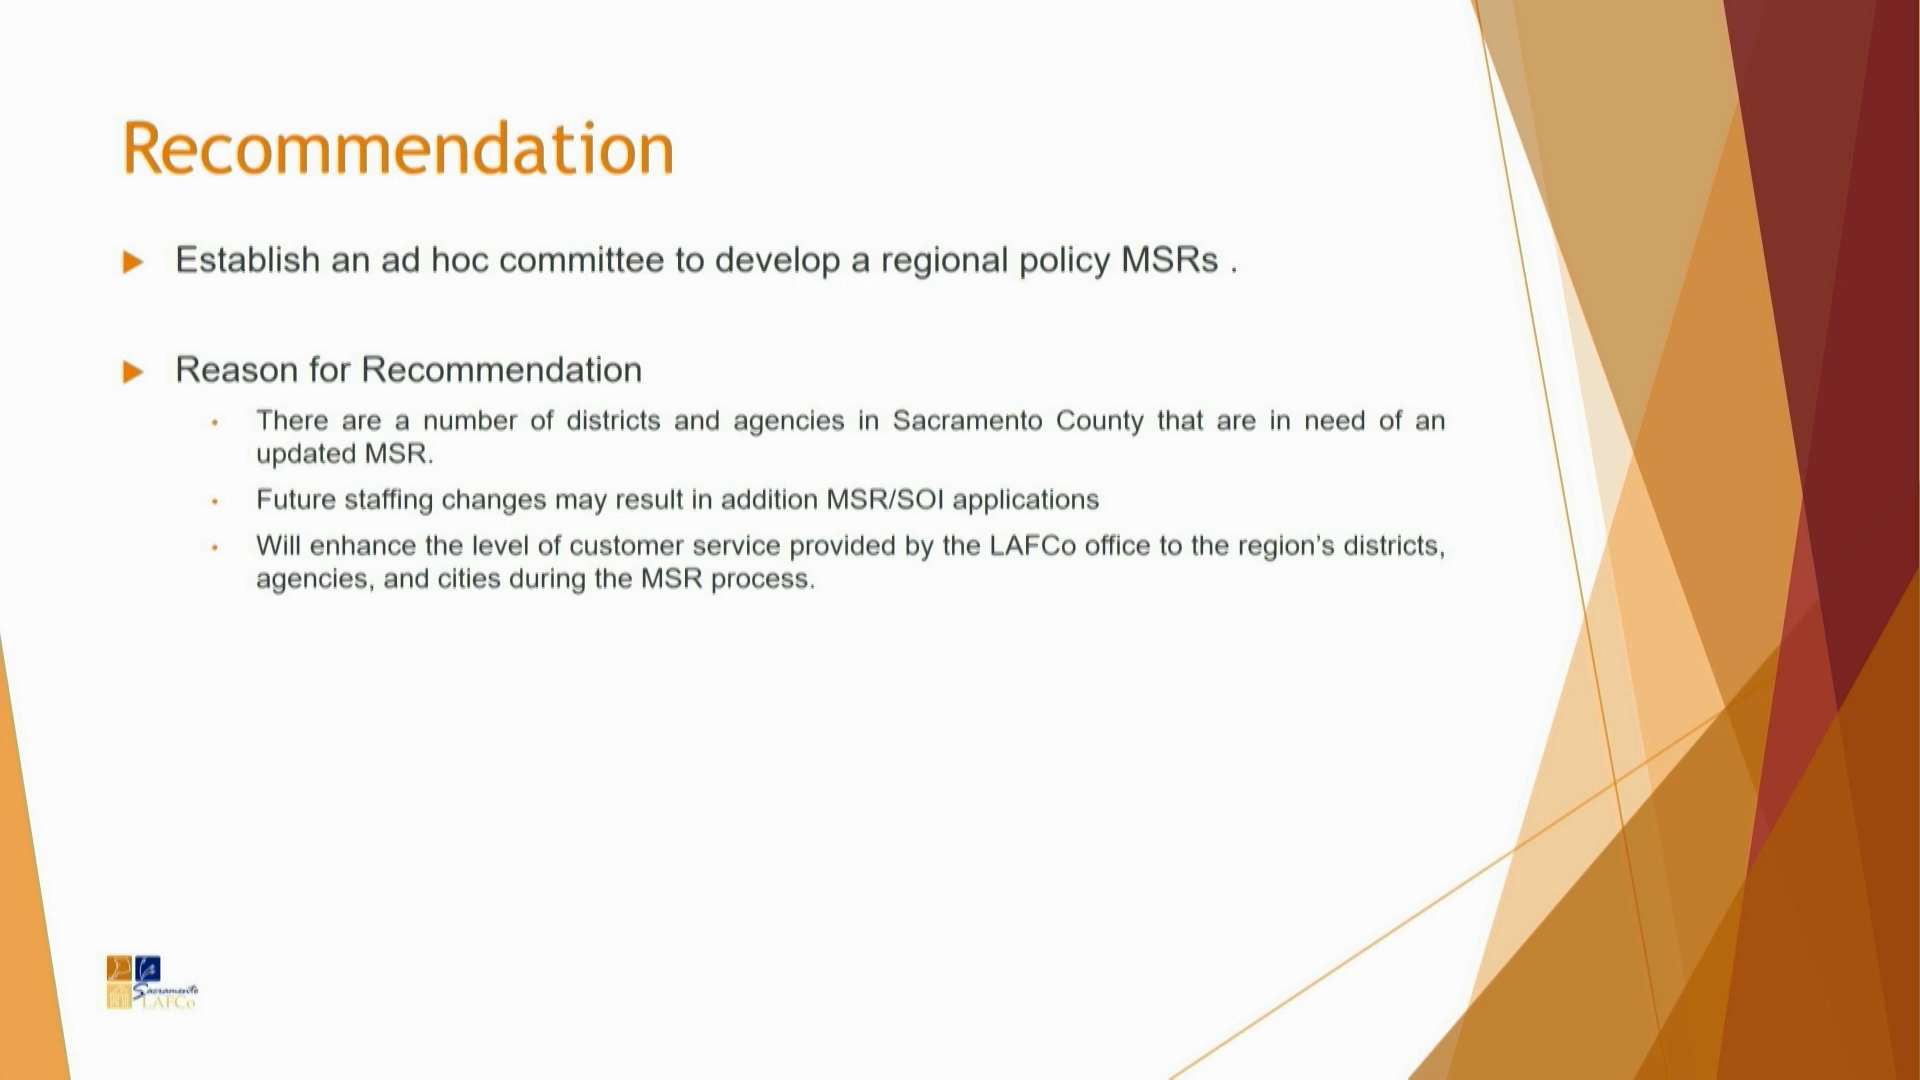 Recommendation
Establish an ad hoc committee to develop a regional policy MSRs .
Reason for Recommendation
There are a number of districts and agencies in Sacramento County that are in need of an
updated MSR.
Future staffing changes may result in addition MSR/SOI applications
Will enhance the level of customer service provided by the LAFCo office to the region’s districts,
agencies, and cities during the MSR process.
Sacramento
LAFCo